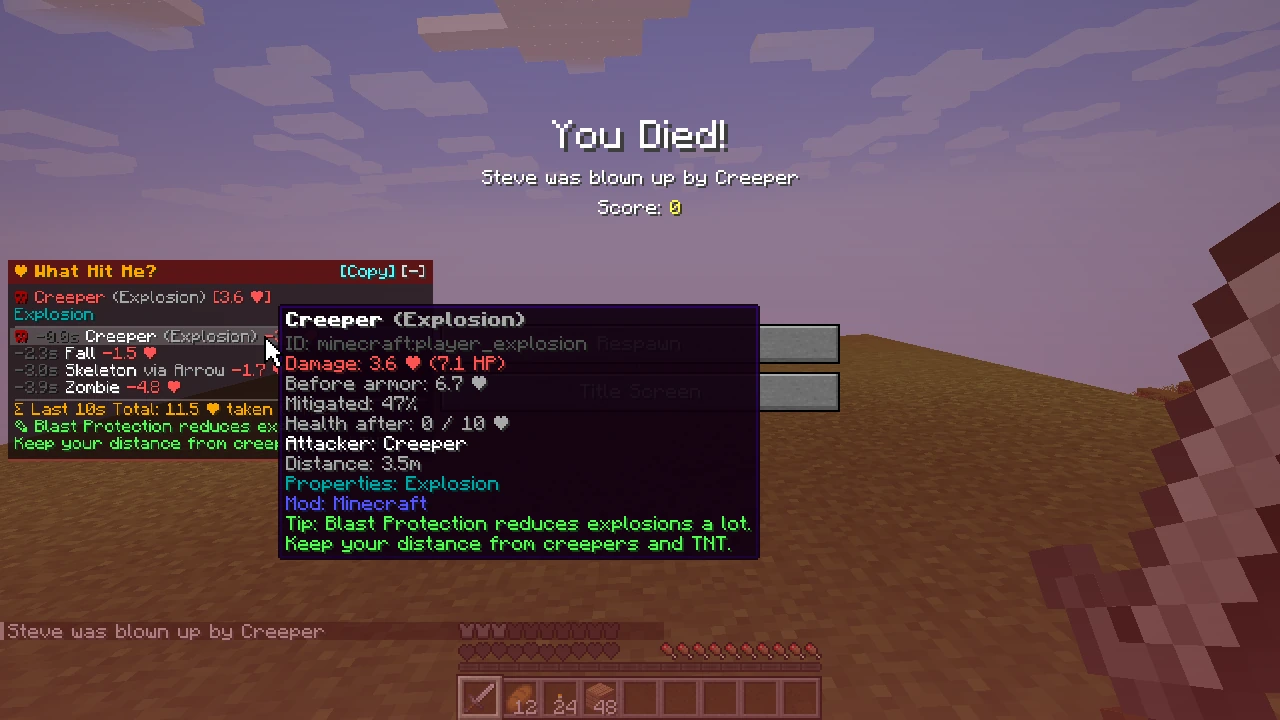 You Died!
Steve was blown up by Creeper
Score: 0
What Hit Me? [Copy] [-]
Creeper (Explosion) [3.6 ♥]
Explosion
-0.0s Creeper (Explosion)
-2.3s Fall -1.5 ♥
-3.0s Skeleton via Arrow -1.7
-3.9s Zombie -4.8 ♥
Σ Last 10s Total: 11.5 ♥ taken
Blast Protection reduces
Keep your distance from
Creeper (Explosion)
ID: minecraft:player_explosion
Damage: 3.6 ♥ (7.1 HP)
Before armor: 6.7 ♥
Mitigated: 47%
Health after: 0 / 10 ♥
Attacker: Creeper
Distance: 3.5m
Properties: Explosion
Mod: Minecraft
Tip: Blast Protection reduces explosions a lot.
Keep your distance from creepers and TNT.
Respawn
Title Screen
Steve was blown up by Creeper
12 24 48